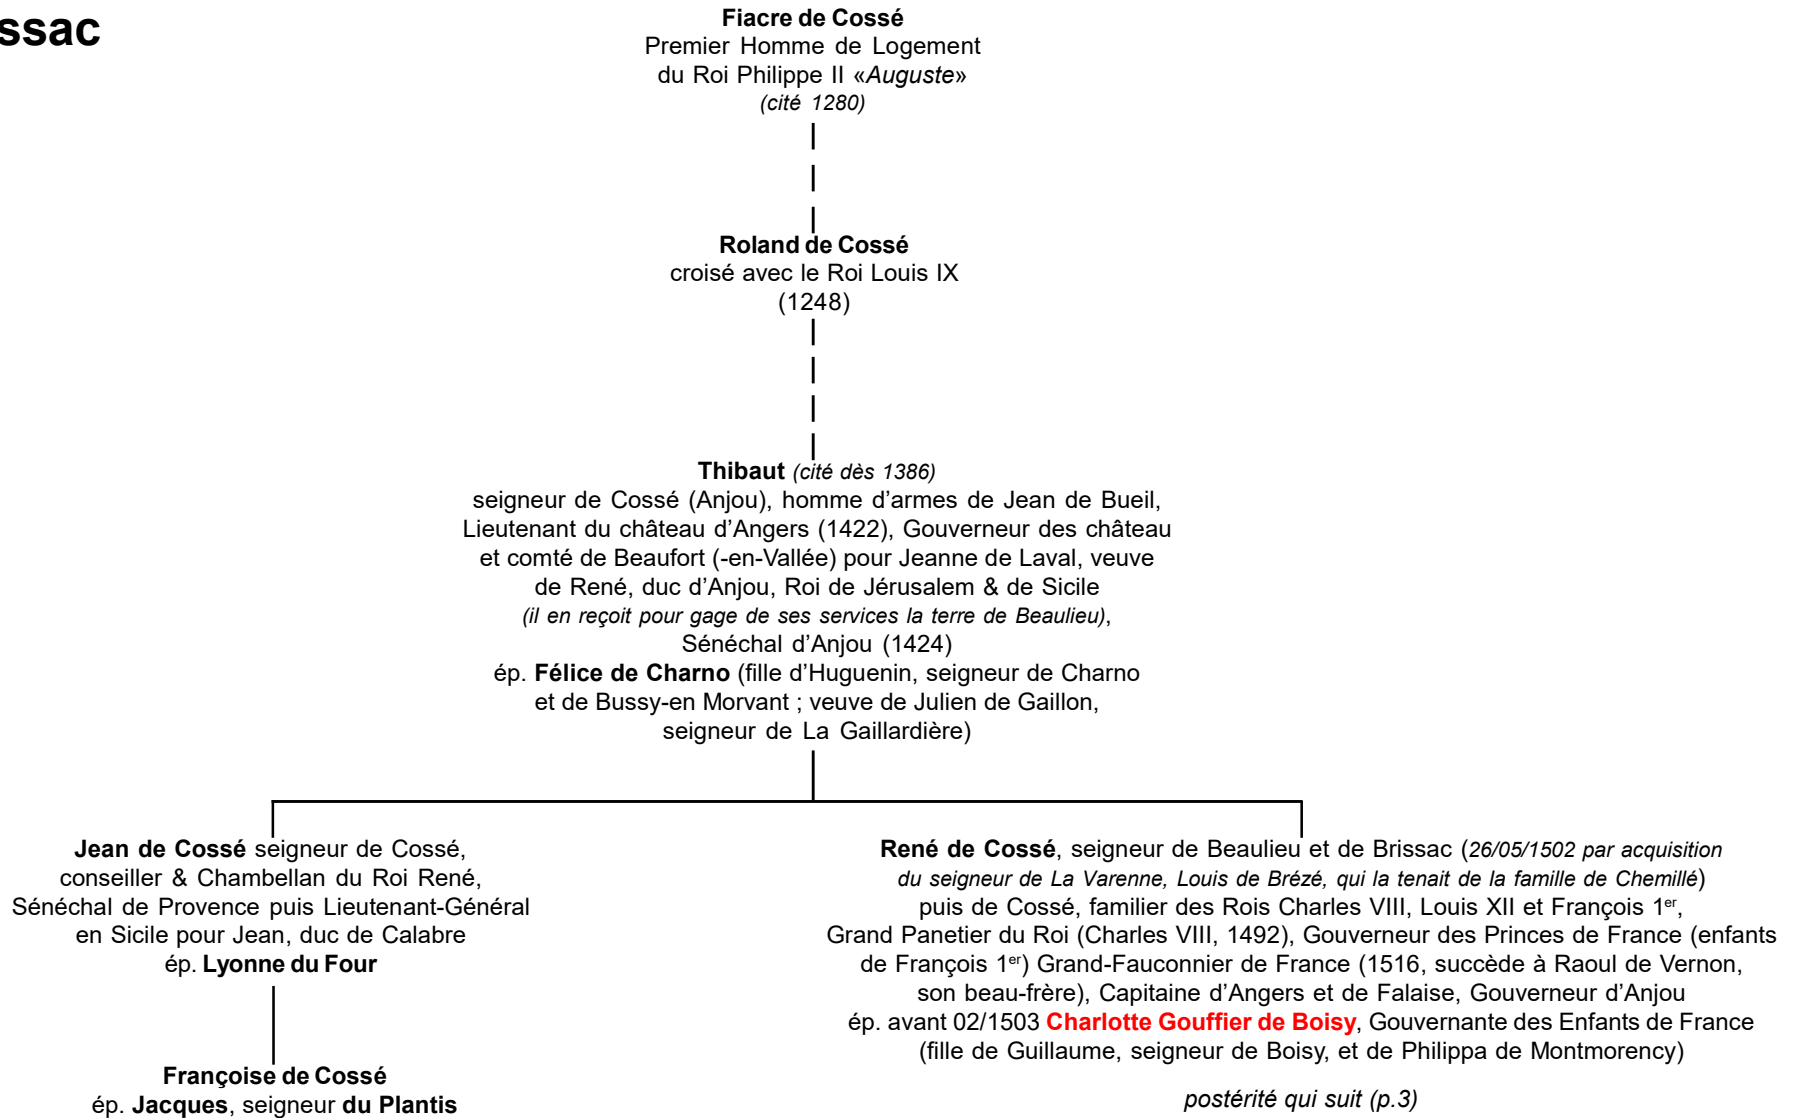 ssac
Fiacre de Cossé
Premier Homme de Logement
du Roi Philippe II «Auguste»
(cité 1280)
Roland de Cossé
croisé avec le Roi Louis IX
(1248)
Thibaut (cité dès 1386)
seigneur de Cossé (Anjou), homme d’armes de Jean de Bueil,
Lieutenant du château d’Angers (1422), Gouverneur des château
et comté de Beaufort (-en-Vallée) pour Jeanne de Laval, veuve
de René, duc d’Anjou, Roi de Jérusalem & de Sicile
(il en reçoit pour gage de ses services la terre de Beaulieu),
Sénéchal d’Anjou (1424)
ép. Félice de Charno (fille d’Huguenin, seigneur de Charno
et de Bussy-en Morvant ; veuve de Julien de Gaillon,
seigneur de La Gaillardière)
Jean de Cossé seigneur de Cossé,
conseiller & Chambellan du Roi René,
Sénéchal de Provence puis Lieutenant-Général
en Sicile pour Jean, duc de Calabre
ép. Lyonne du Four
Françoise de Cossé
ép. Jacques, seigneur du Plantis
René de Cossé, seigneur de Beaulieu et de Brissac (26/05/1502 par acquisition
du seigneur de La Varenne, Louis de Brézé, qui la tenait de la famille de Chemillé)
puis de Cossé, familier des Rois Charles VIII, Louis XII et François 1er,
Grand Panetier du Roi (Charles VIII, 1492), Gouverneur des Princes de France (enfants
de François 1er) Grand-Fauconnier de France (1516, succède à Raoul de Vernon,
son beau-frère), Capitaine d’Angers et de Falaise, Gouverneur d’Anjou
ép. avant 02/1503 Charlotte Gouffier de Boisy, Gouvernante des Enfants de France
(fille de Guillaume, seigneur de Boisy, et de Philippa de Montmorency)
postérité qui suit (p.3)